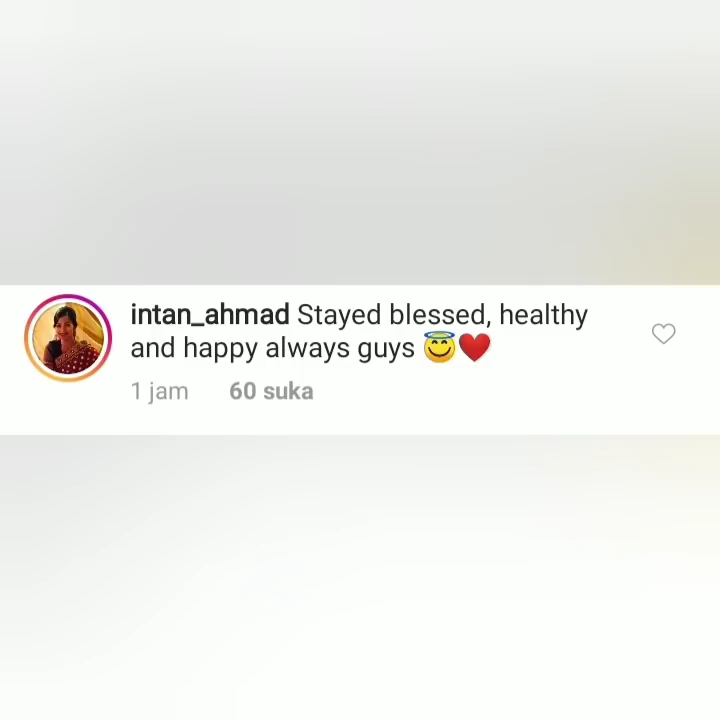 intan_ahmad Stayed blessed, healthy
and happy always guys 😇❤️
1 jam 60 suka